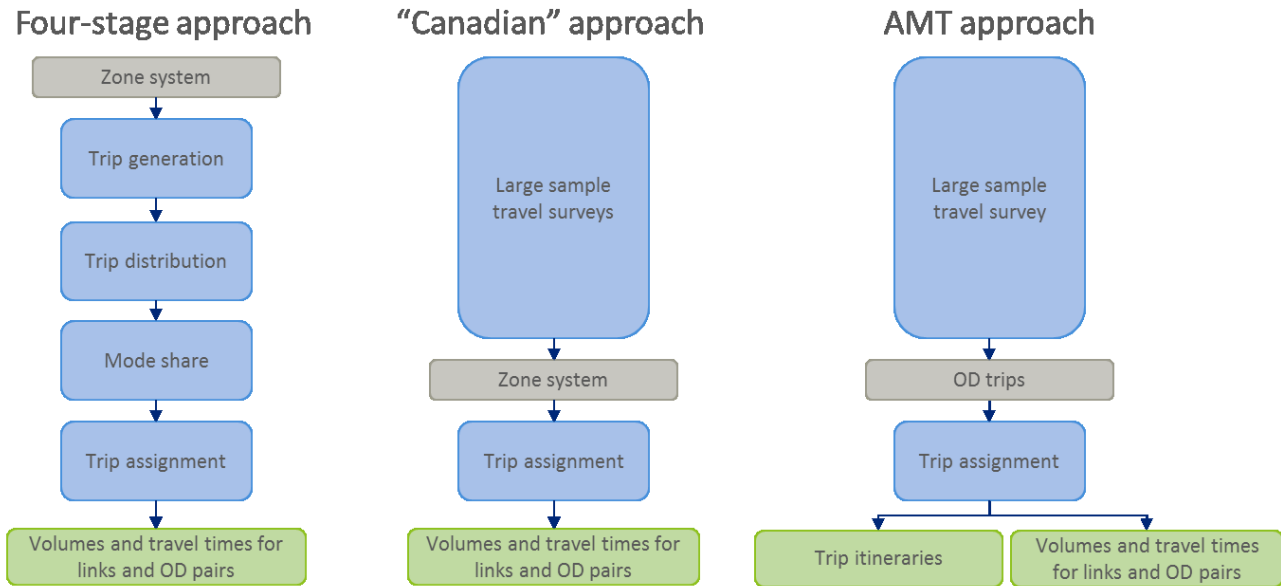 Four-stage approach
Zone system
Trip generation
Trip distribution
Mode share
Trip assignment
Volumes and travel times for
links and OD pairs
“Canadian” approach
Large sample
travel surveys
Zone system
Trip assignment
Volumes and travel times for
links and OD pairs
AMT approach
Large sample
travel survey
OD trips
Trip assignment
Trip itineraries
Volumes and travel times
for links and OD pairs